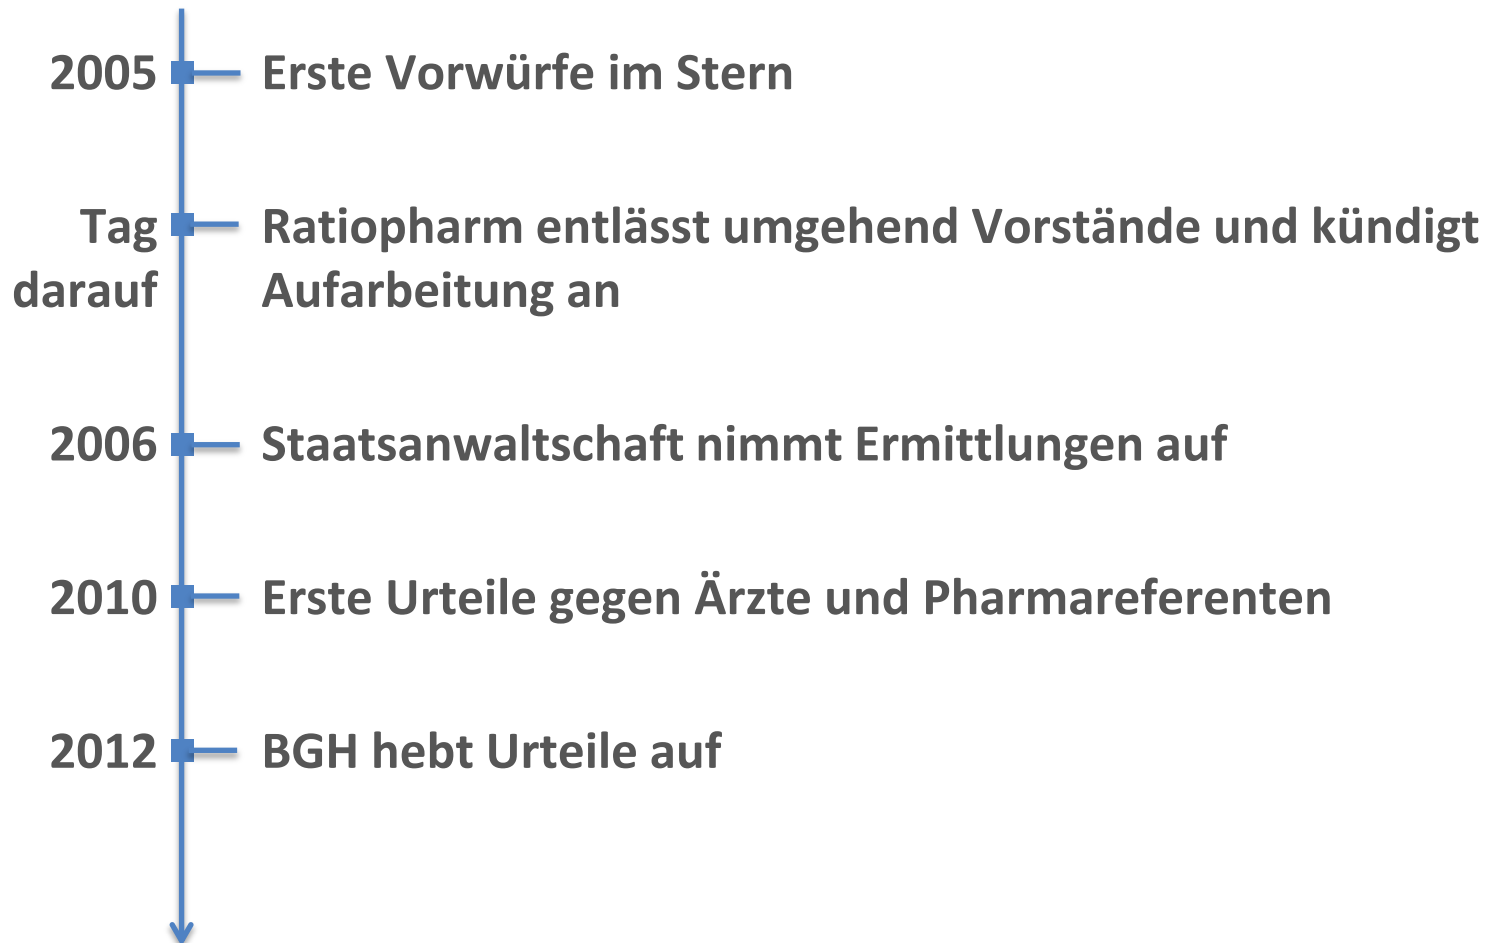 2005 Erste Vorwürfe im Stern
Tag Ratiopharm entlässt umgehend Vorstände und kündigt
darauf Aufarbeitung an
2006 Staatsanwaltschaft nimmt Ermittlungen auf
2010 Erste Urteile gegen Ärzte und Pharmareferenten
2012 BGH hebt Urteile auf